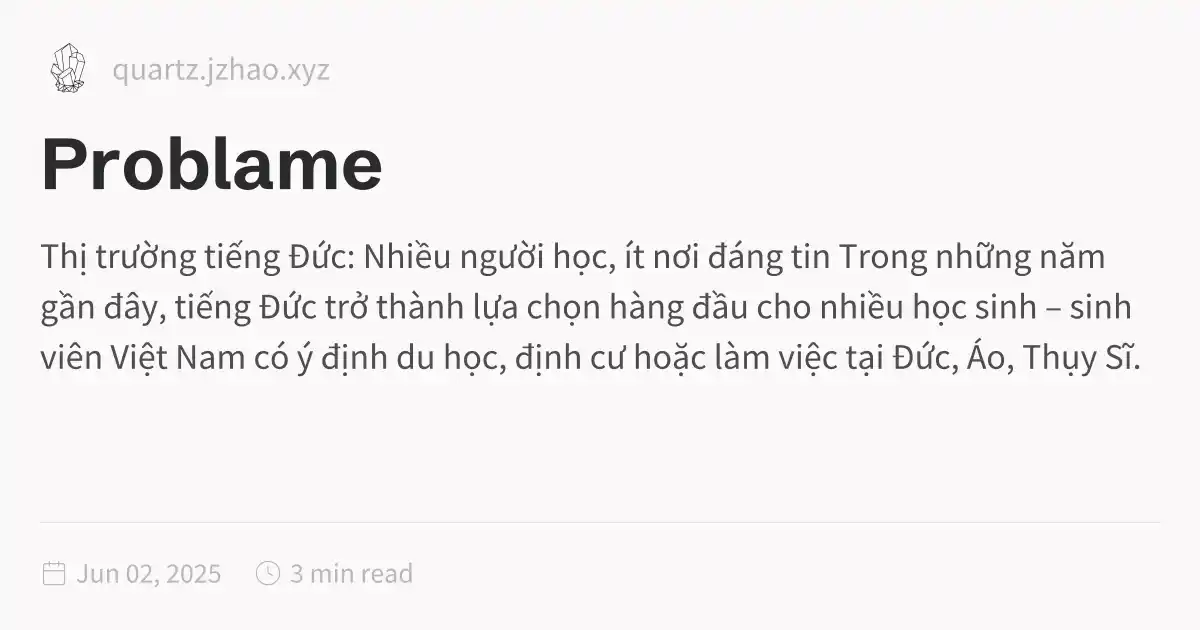 quartz.jzhao.xyz
Problame
Thị trường tiếng Đức: Nhiều người học, ít nơi đáng tin Trong những năm
gần đây, tiếng Đức trở thành lựa chọn hàng đầu cho nhiều học sinh – sinh
viên Việt Nam có ý định du học, định cư hoặc làm việc tại Đức, Áo, Thụy Sĩ.
Jun 02, 2025 3 min read